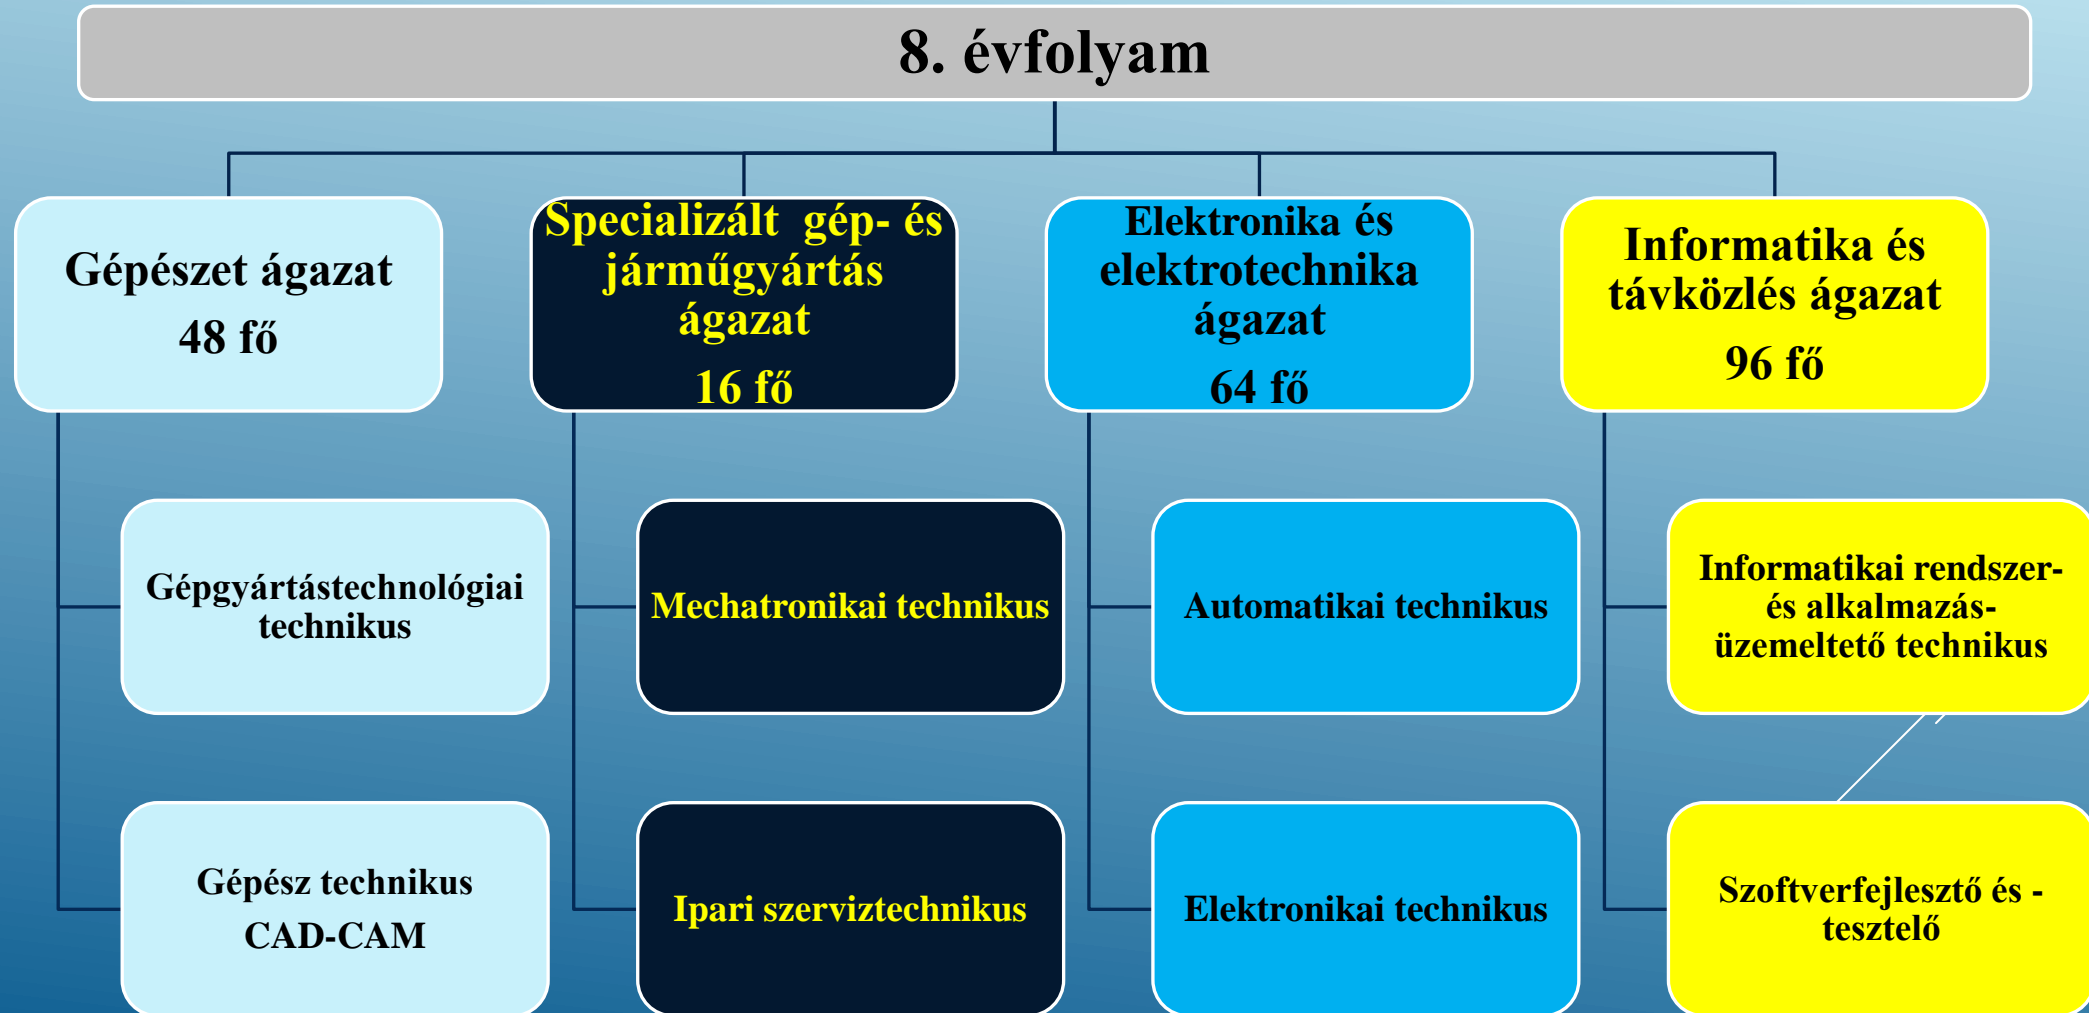 8. évfolyam
Gépészet ágazat
48 fő
Specializált gép- és
járműgyártás
ágazat
16 fő
Elektronika és
elektrotechnika
ágazat
64 fő
Informatika és
távközlés ágazat
96 fő
Gépgyártástechnológiai
technikus
Mechatronikai technikus
Automatikai technikus
Informatikai rendszer-
és alkalmazás-
üzemeltető technikus
Gépész technikus
CAD-CAM
Ipari szerviztechnikus
Elektronikai technikus
Szoftverfejlesztő és -
tesztelő